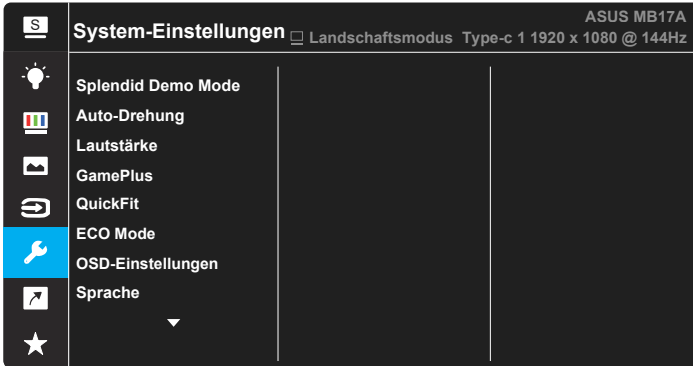 S
System-Einstellungen
ASUS MB17A
Landschaftsmodus Type-c 1 1920 x 1080 @ 144Hz
Splendid Demo Mode
Auto-Drehung
Lautstärke
GamePlus
QuickFit
ECO Mode
OSD-Einstellungen
Sprache